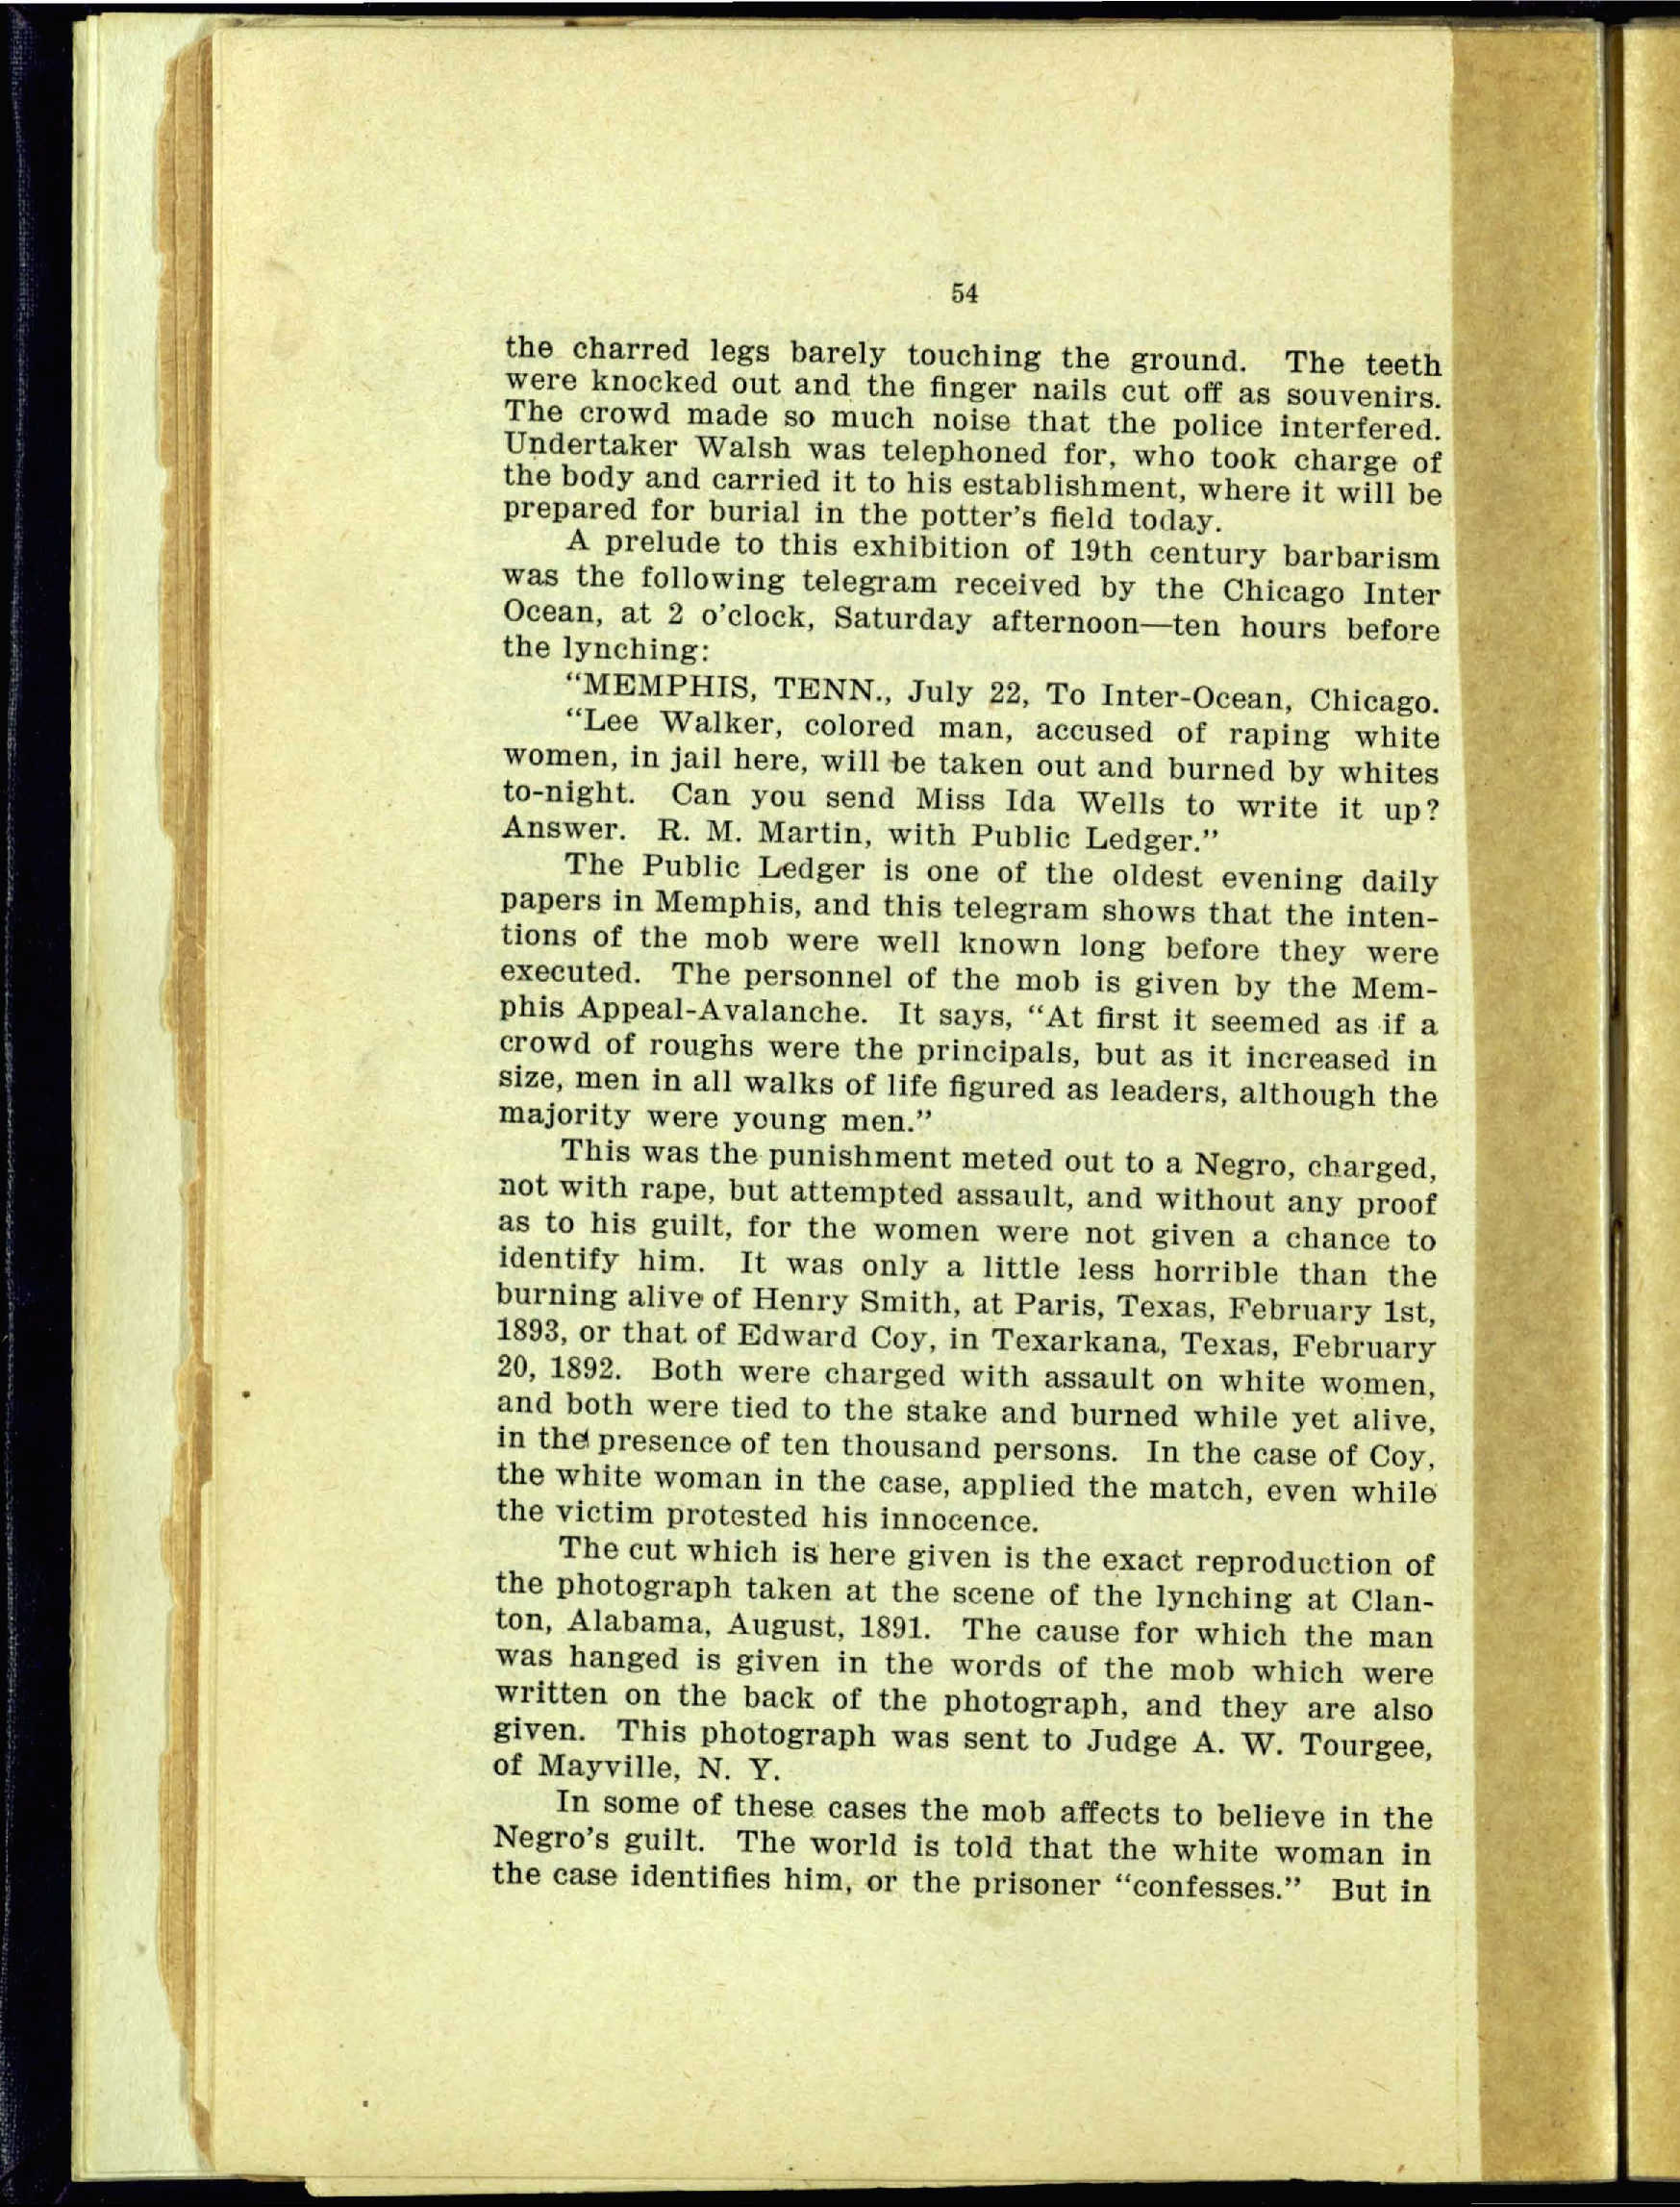 54
the charred legs barely touching the ground. The teeth
were knocked out and the finger nails cut off as souvenirs.
The crowd made so much noise that the police interfered.
Undertaker Walsh was telephoned for, who took charge of
the body and carried it to his establishment, where it will be
prepared for burial in the potter's field today.
A prelude to this exhibition of 19th century barbarism
was the following telegram received by the Chicago Inter
Ocean, at 2 o'clock, Saturday afternoon—ten hours before
the lynching:
"MEMPHIS, TENN., July 22, To Inter-Ocean, Chicago.
"Lee Walker, colored man, accused of raping white
women, in jail here, will be taken out and burned by whites
to-night. Can you send Miss Ida Wells to write it up?
Answer. R. M. Martin, with Public Ledger."
The Public Ledger is one of the oldest evening daily
papers in Memphis, and this telegram shows that the inten-
tions of the mob were well known long before they were
executed. The personnel of the mob is given by the Mem-
phis Appeal-Avalanche. It says, "At first it seemed as if a
crowd of roughs were the principals, but as it increased in
size, men in all walks of life figured as leaders, although the
majority were young men."
This was the punishment meted out to a Negro, charged,
not with rape, but attempted assault, and without any proof
as to his guilt, for the women were not given a chance to
identify him. It was only a little less horrible than the
burning alive of Henry Smith, at Paris, Texas, February 1st,
1893, or that of Edward Coy, in Texarkana, Texas, February
20, 1892. Both were charged with assault on white women,
and both were tied to the stake and burned while yet alive,
in the presence of ten thousand persons. In the case of Coy,
the white woman in the case, applied the match, even while
the victim protested his innocence.
The cut which is here given is the exact reproduction of
the photograph taken at the scene of the lynching at Clan-
ton, Alabama, August, 1891. The cause for which the man
was hanged is given in the words of the mob which were
written on the back of the photograph, and they are also
given. This photograph was sent to Judge A. W. Tourgee,
of Mayville, N. Y.
In some of these cases the mob affects to believe in the
Negro's guilt. The world is told that the white woman in
the case identifies him, or the prisoner "confesses." But in